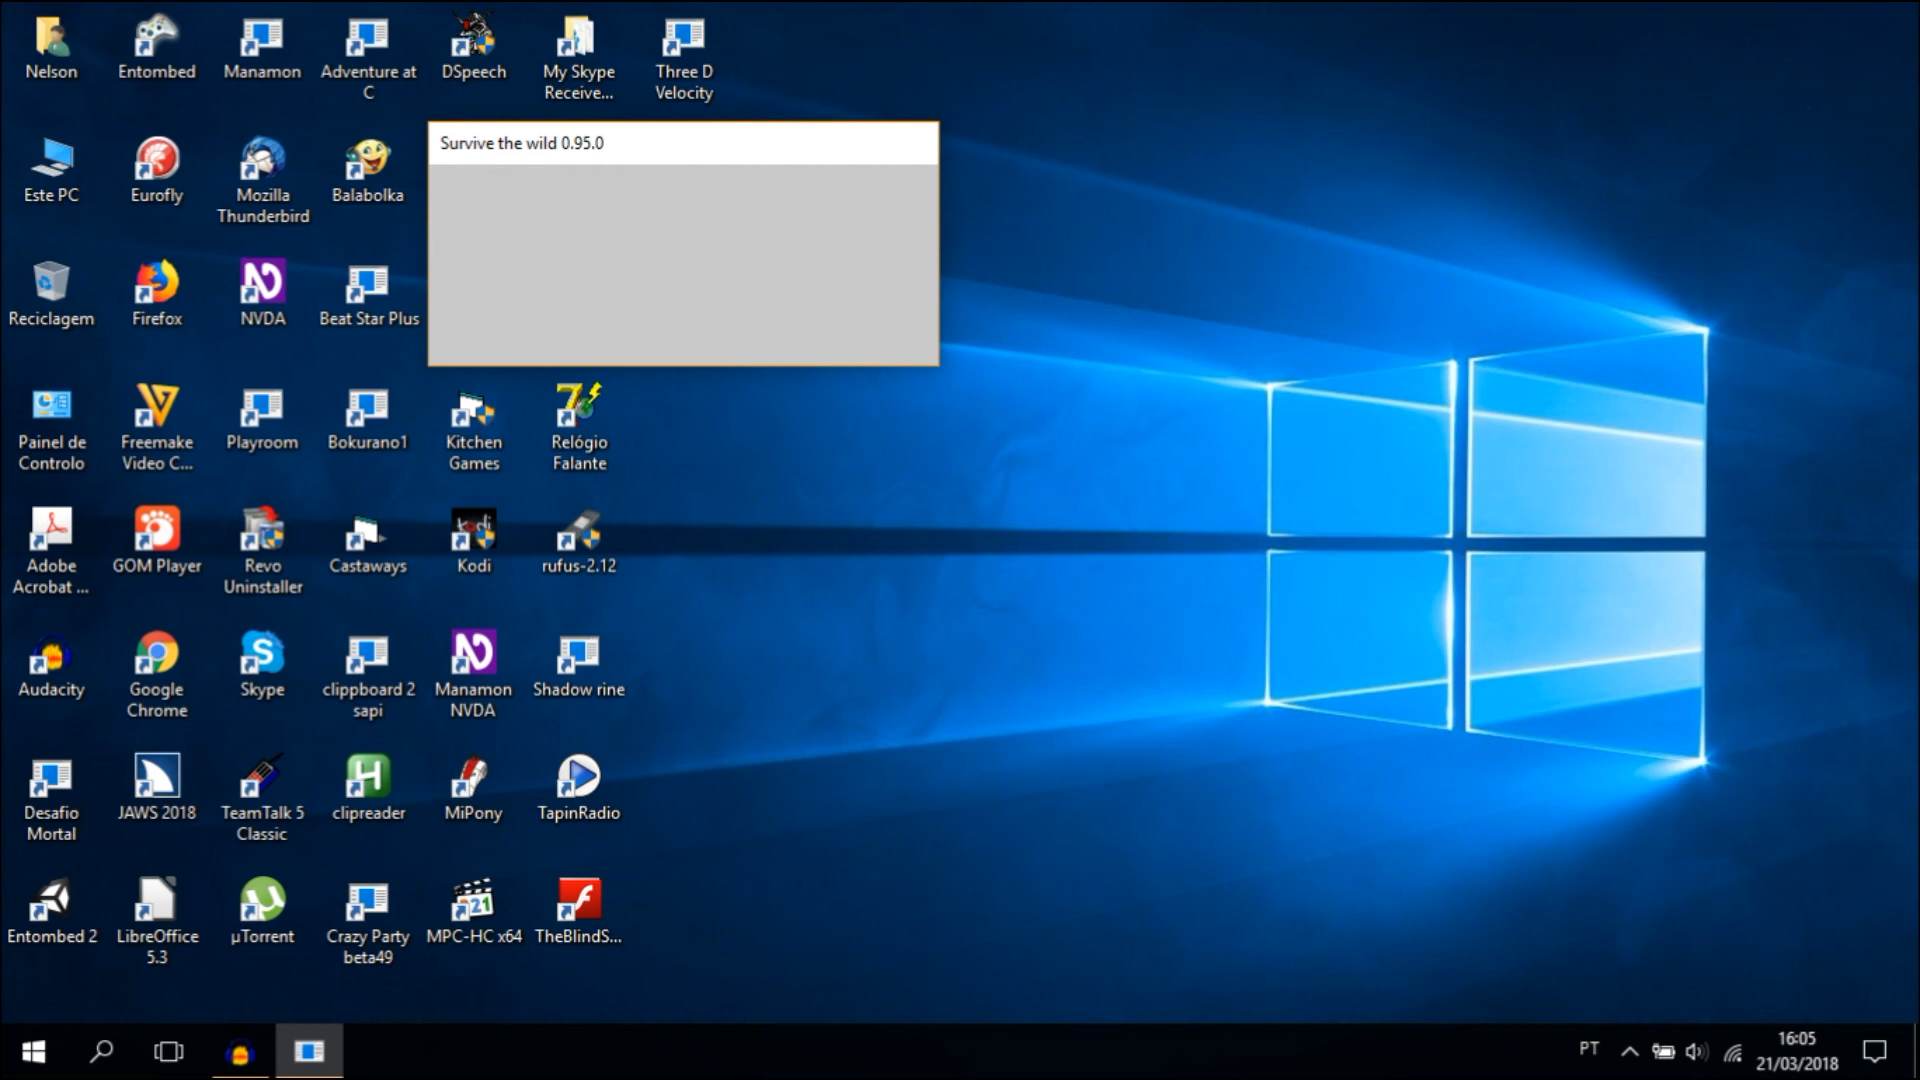 Nelson
Entombed
Manamon
Adventure at
C
DSpeech
My Skype
Receive...
Three D
Velocity
Survive the wild 0.95.0
Este PC
Eurofly
Mozilla
Thunderbird
Balabolka
Reciclagem
Firefox
NVDA
Beat Star Plus
Painel de
Controlo
Freemake
Video C...
Playroom
Bokurano1
Kitchen
Games
Relógio
Falante
Adobe
Acrobat ...
GOM Player
Revo
Uninstaller
Castaways
Kodi
rufus-2.12
Audacity
Google
Chrome
Skype
clippboard 2
sapi
Manamon
NVDA
Shadow rine
Desafio
Mortal
JAWS 2018
TeamTalk 5
Classic
clipreader
MiPony
TapinRadio
Entombed 2
LibreOffice
5.3
µTorrent
Crazy Party
beta49
MPC-HC x64
TheBlindS...
PT
16:05
21/03/2018